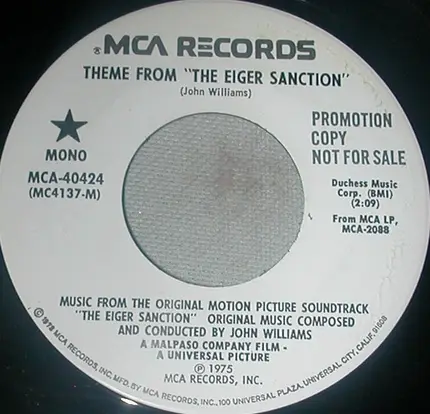 ®MCA RECORDS
THEME FROM "THE EIGER SANCTION"
(John Williams)
★
MONO
MCA-40424
(MC4137-M)
PROMOTION
COPY
NOT FOR SALE
Duchess Music
Corp. (BMI)
(2:09)
From MCA LP,
MCA-2088
MUSIC FROM THE ORIGINAL MOTION PICTURE SOUNDTRACK
"THE EIGER SANCTION" ORIGINAL MUSIC COMPOSED
AND CONDUCTED BY JOHN WILLIAMS
A MALPASO COMPANY FILM -
A UNIVERSAL PICTURE
Ⓟ 1975
MCA RECORDS, INC.
©1973 MCA RECORDS, INC. MFD. BY MCA RECORDS, INC., 100 UNIVERSAL PLAZA, UNIVERSAL CITY, CALIF. 91608